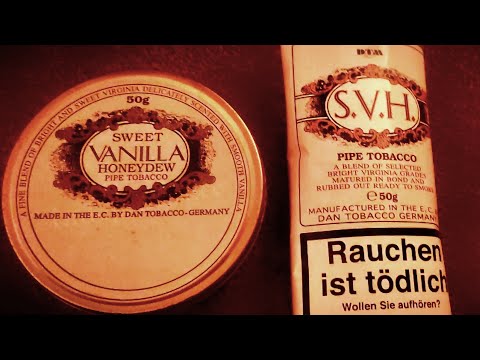 50g
A FINE BLEND OF BRIGHT AND SWEET VIRGINIA DELICATELY SCENTED WITH SMOOTH VANILLA
SWEET
VANILLA
HONEYDEW
PIPE TOBACCO
MADE IN THE E.C. BY DAN TOBACCO-GERMANY
DTM
S.V.H.
PIPE TOBACCO
A BLEND OF SELECTED
BRIGHT VIRGINIA GRADES
MATURED IN BOND AND
RUBBED OUT READY TO SMOKE
℮50g
MANUFACTURED IN THE E.C.
DAN TOBACCO GERMANY
Rauchen
ist tödlich
Wollen Sie aufhören?